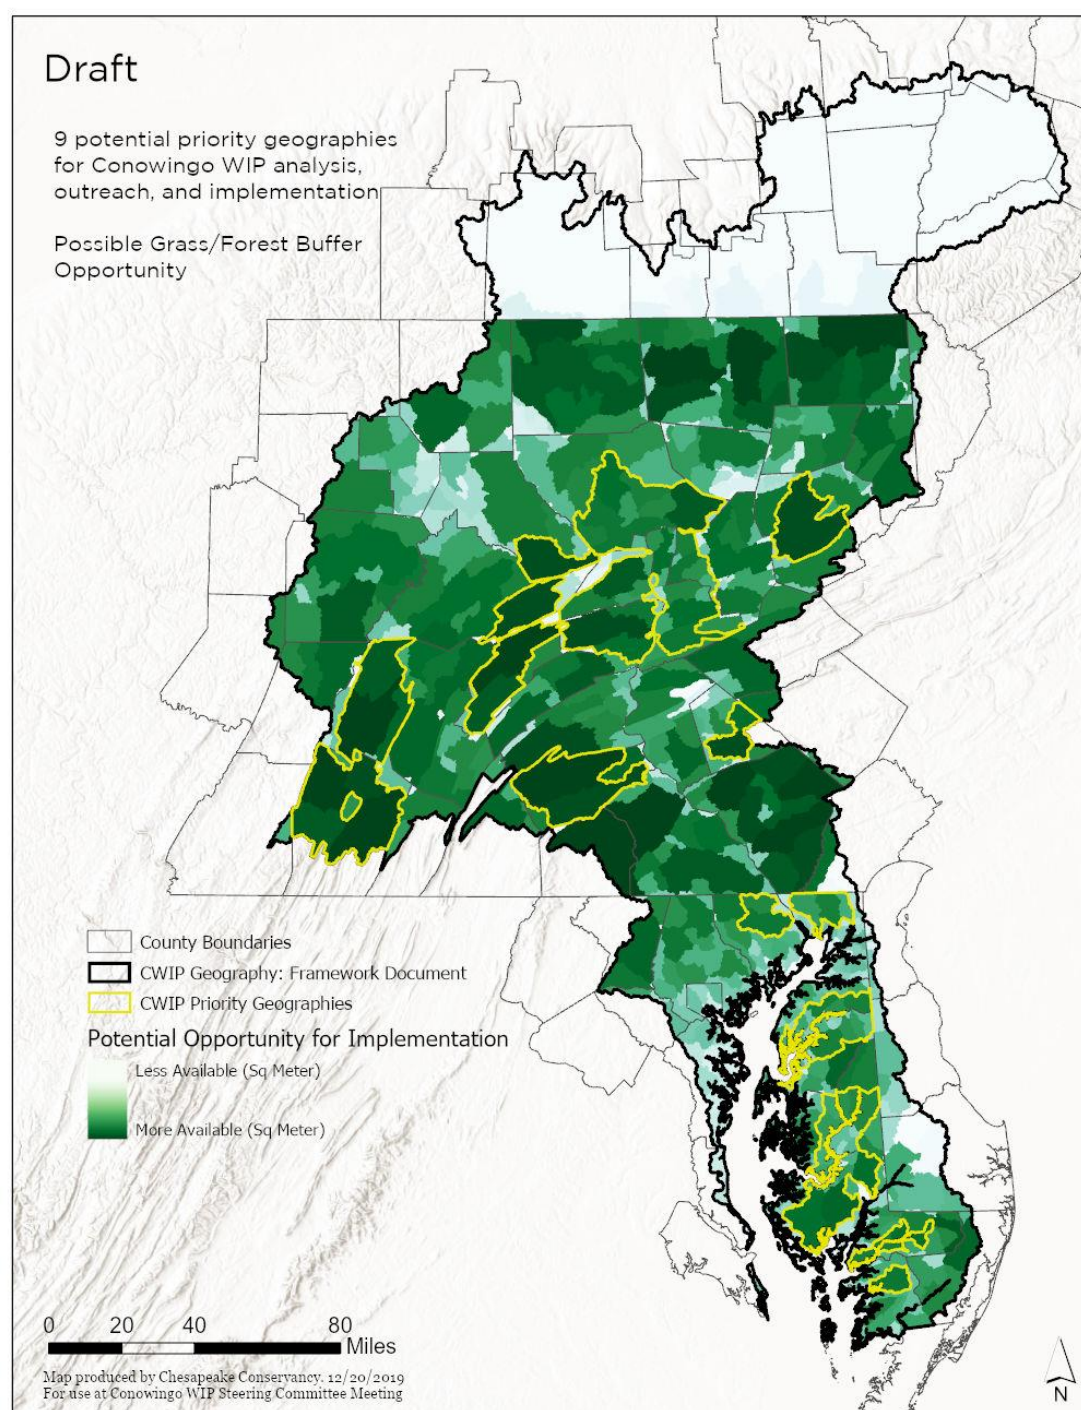 Draft
9 potential priority geographies
for Conowingo WIP analysis,
outreach, and implementation
Possible Grass/Forest Buffer
Opportunity
County Boundaries
CWIP Geography: Framework Document
CWIP Priority Geographies
Potential Opportunity for Implementation
Less Available (Sq Meter)
More Available (Sq Meter)
0 20 40 80
Miles
Map produced by Chesapeake Conservancy. 12/20/2019
For use at Conowingo WIP Steering Committee Meeting
N